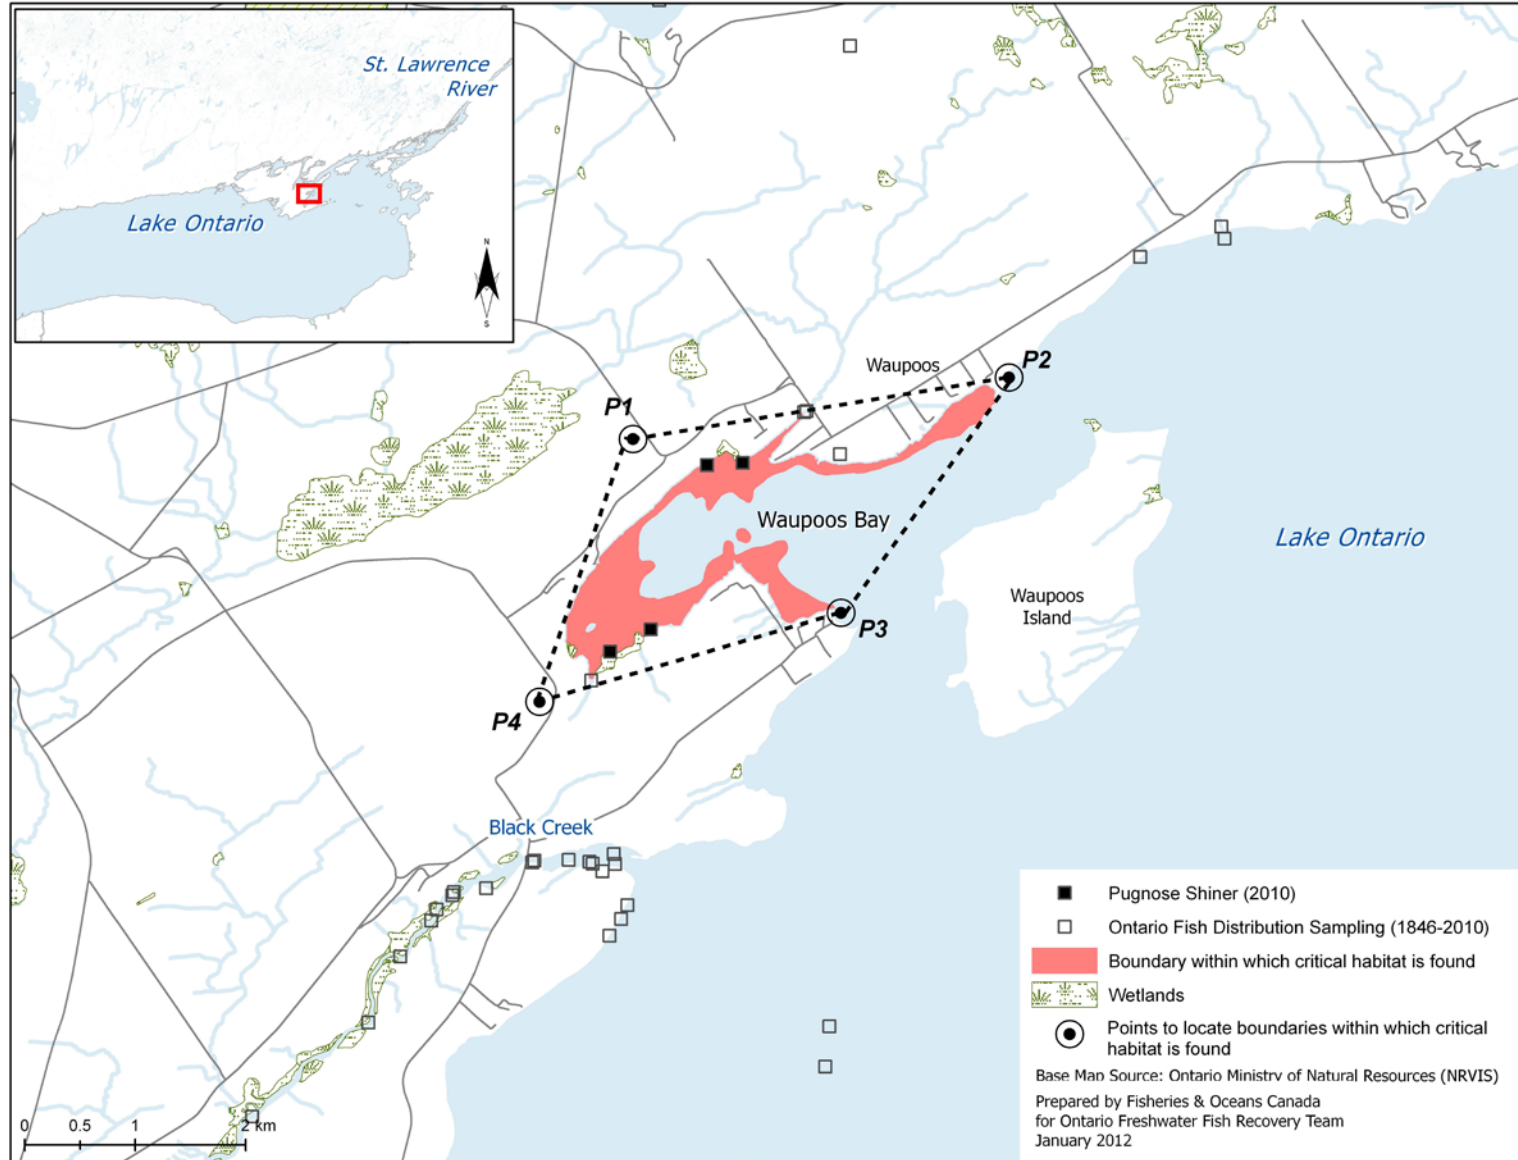 St. Lawrence
River
Lake Ontario
N
S
Waupoos
P2
P1
Waupoos Bay
Lake Ontario
Waupoos
Island
P3
P4
Black Creek
Pugnose Shiner (2010)
Ontario Fish Distribution Sampling (1846-2010)
Boundary within which critical habitat is found
Wetlands
Points to locate boundaries within which critical
habitat is found
Base Map Source: Ontario Ministry of Natural Resources (NRVIS)
Prepared by Fisheries & Oceans Canada
for Ontario Freshwater Fish Recovery Team
January 2012
0 0.5 1 2 km